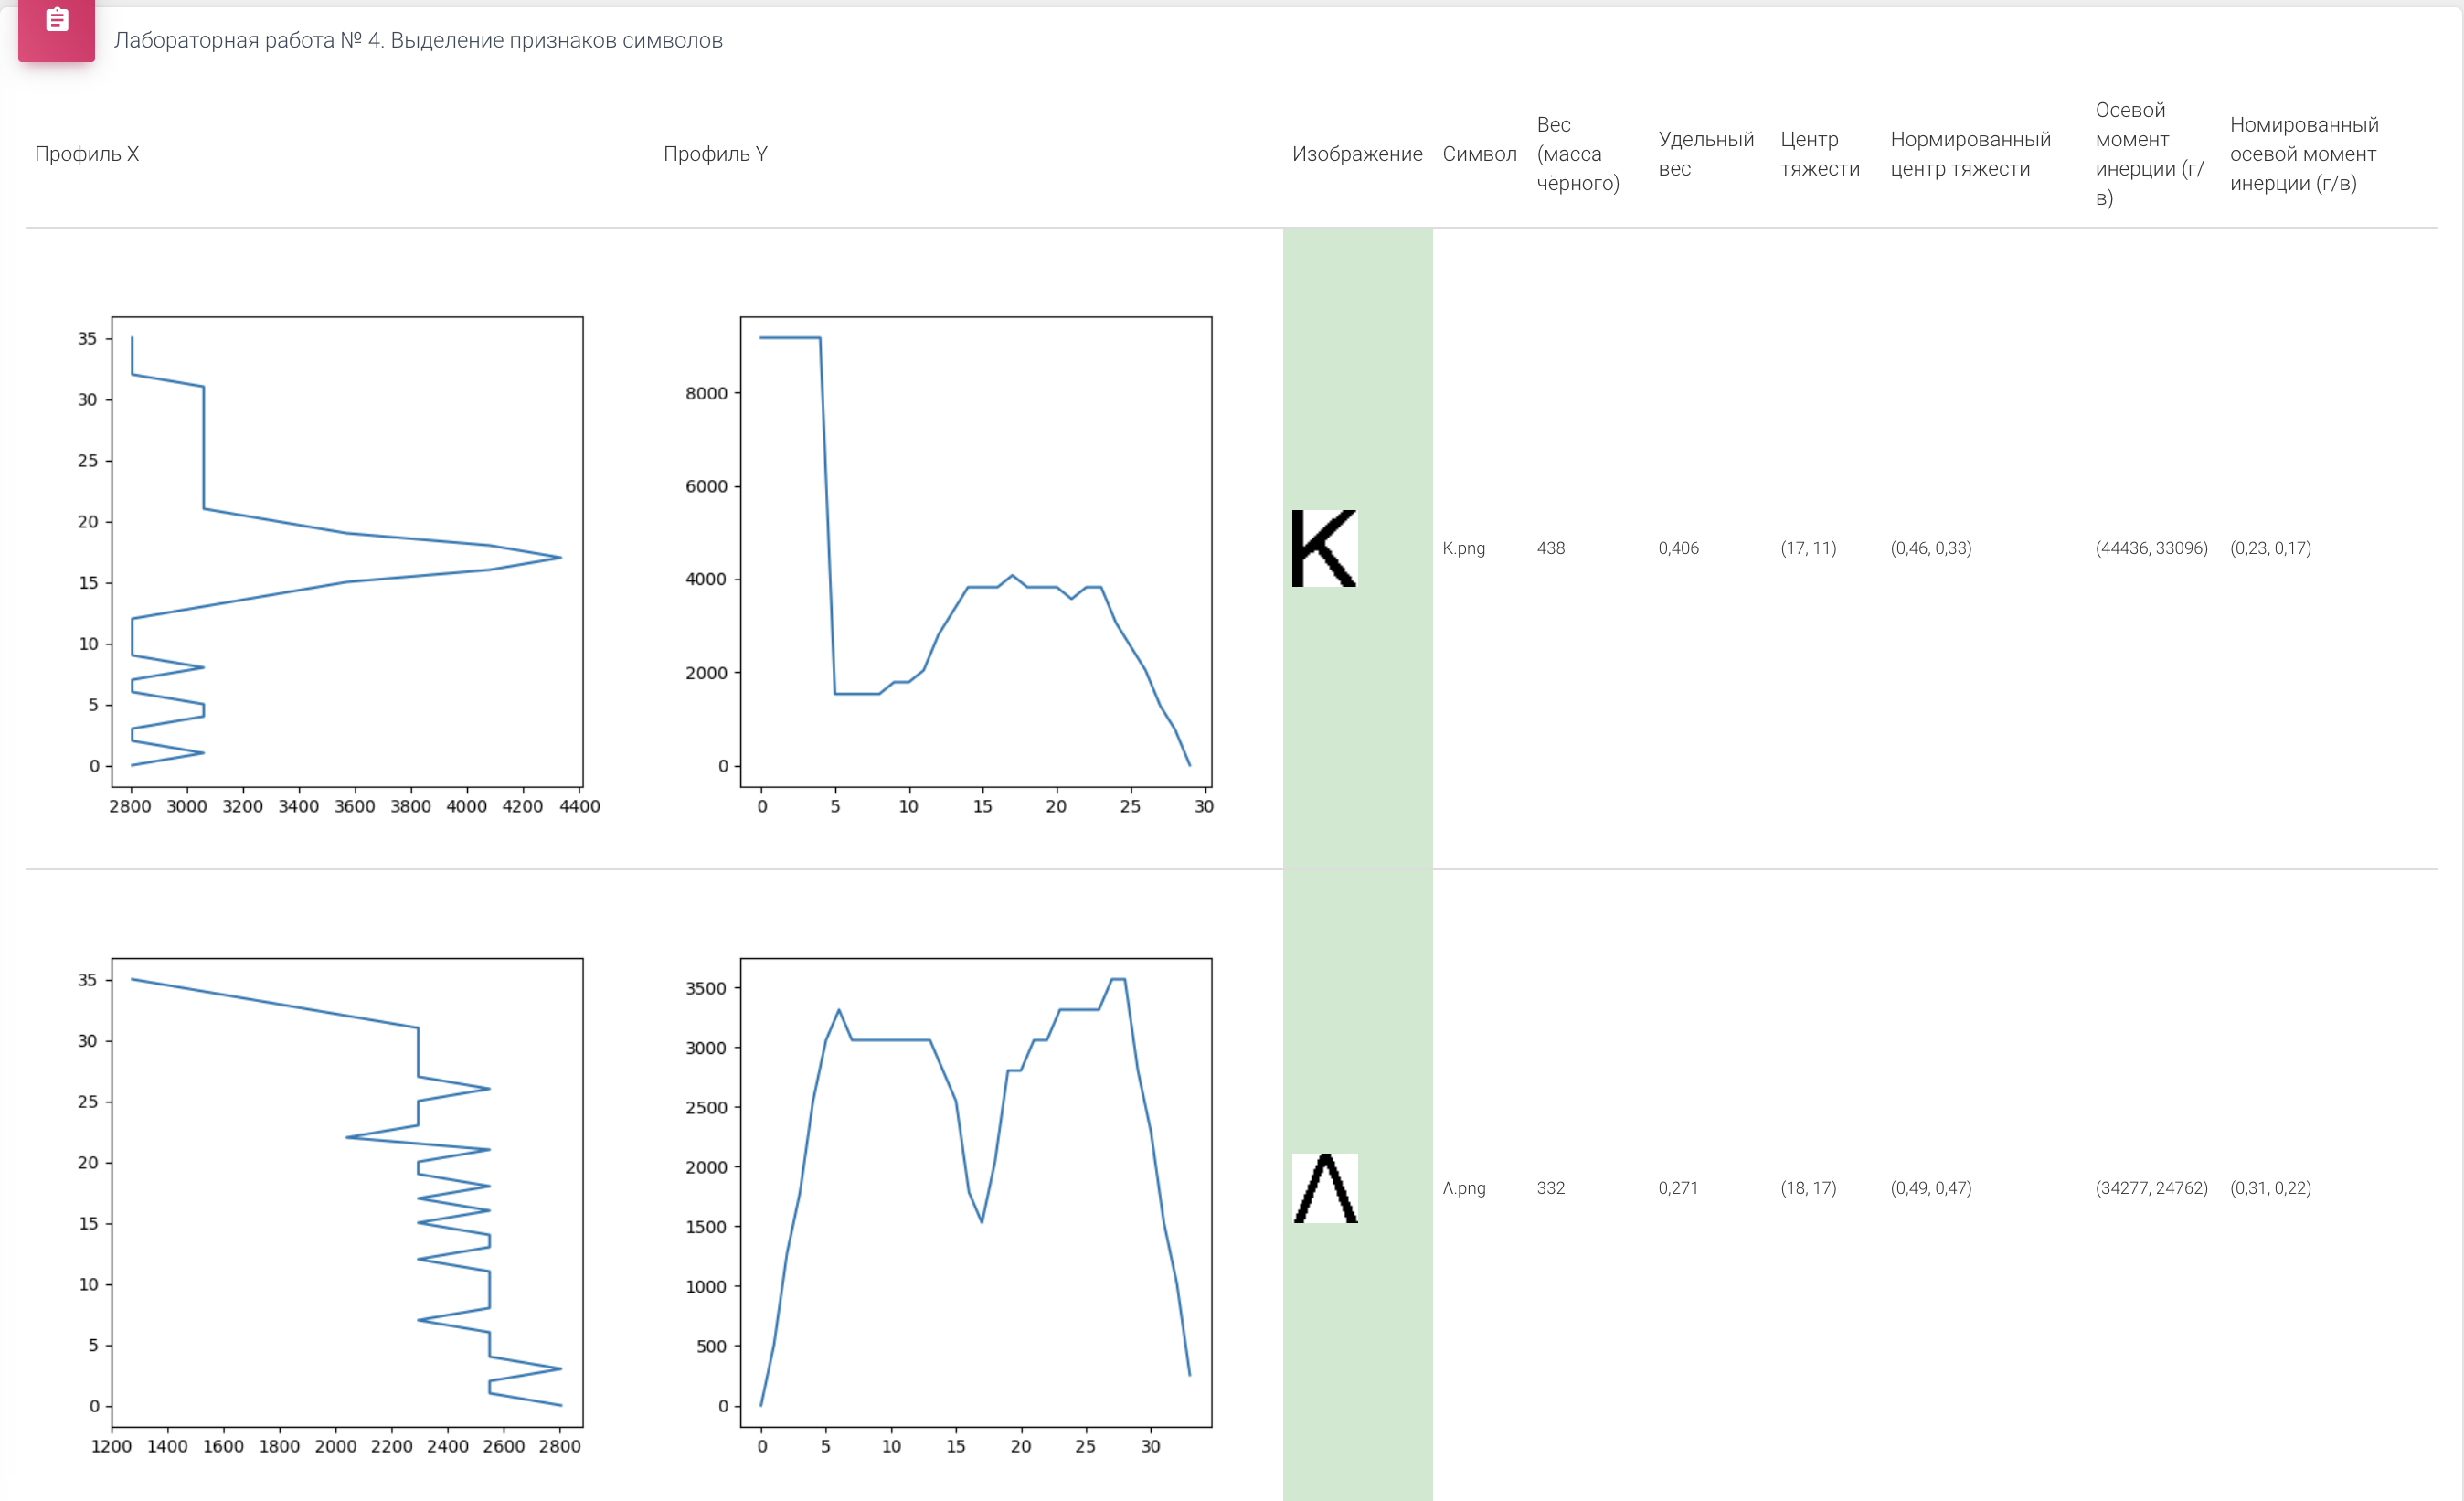 Лабораторная работа № 4. Выделение признаков символов
Профиль X
Профиль Y
Изображение
Символ
Вес
(масса
чёрного)
Удельный
вес
Центр
тяжести
Нормированный
центр тяжести
Осевой
момент
инерции (г/
в)
Номированный
осевой момент
инерции (г/в)
35
30
25
20
15
10
5
0
2800 3000 3200 3400 3600 3800 4000 4200 4400
8000
6000
4000
2000
0
0 5 10 15 20 25 30
Κ
Κ.png
438
0,406
(17, 11)
(0,46, 0,33)
(44436, 33096)
(0,23, 0,17)
35
30
25
20
15
10
5
0
1200 1400 1600 1800 2000 2200 2400 2600 2800
3500
3000
2500
2000
1500
1000
500
0
0 5 10 15 20 25 30
Λ
Λ.png
332
0,271
(18, 17)
(0,49, 0,47)
(34277, 24762)
(0,31, 0,22)